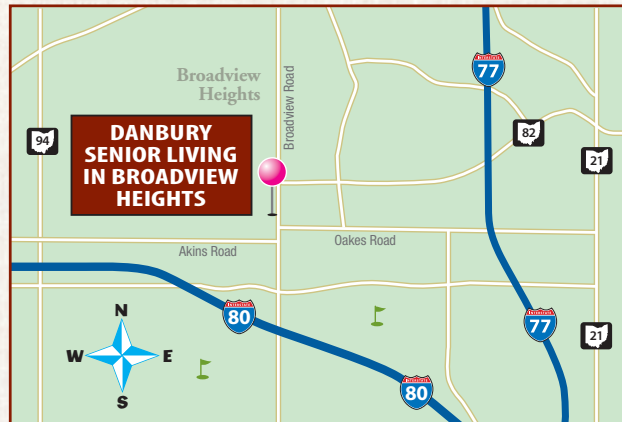 77
Broadview
Heights
Broadview Road
DANBURY
SENIOR LIVING
IN BROADVIEW
HEIGHTS
94
82
21
Akins Road
Oakes Road
80
77
21
80
N
W
E
S